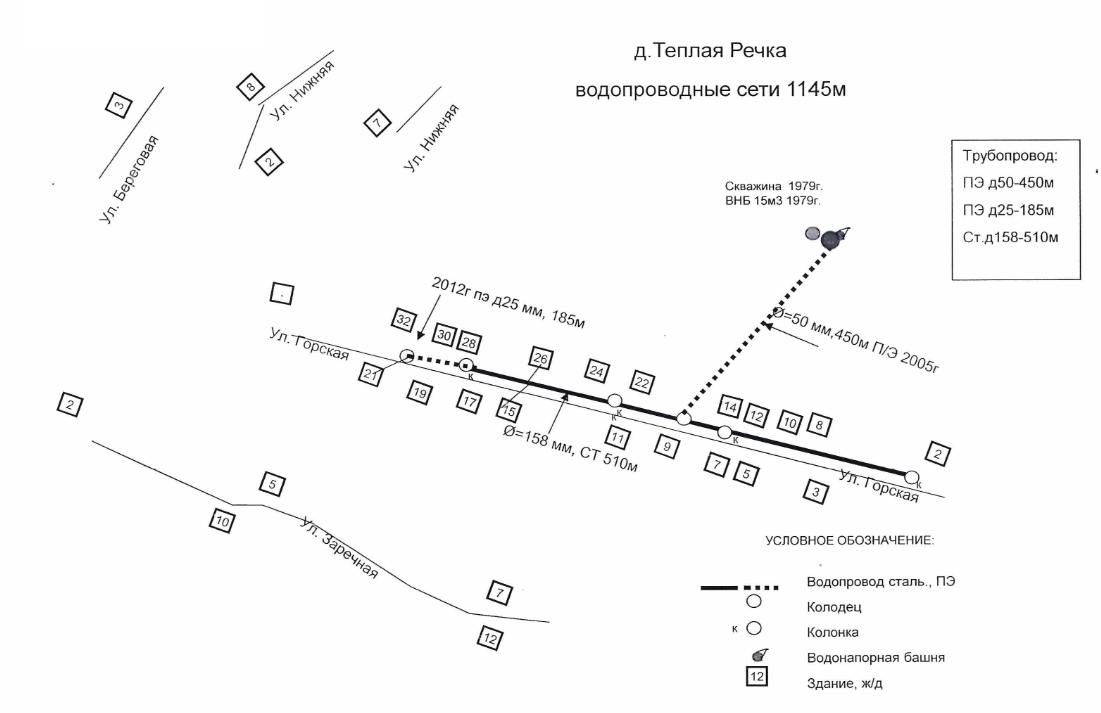 д.Теплая Речка
водопроводные сети 1145м
Трубопровод:
ПЭ д50-450м
ПЭ д25-185м
Ст.д158-510м
Скважина 1979г.
ВНБ 15м3 1979г.
3
Ул. Береговая
8
Ул. Нижняя
2
7
Ул. Нижняя
2012г пэ д25 мм, 185м
Ø=50 мм,450м П/Э 2005г
Ул. Горская
32
30
28
26
24
22
14
12
10
8
2
21
19
17
15
11
9
7
5
3
к
к
к
к
к
Ø=158 мм, СТ 510м
Ул. Горская
2
5
10
Ул. Заречная
7
12
УСЛОВНОЕ ОБОЗНАЧЕНИЕ:
Водопровод сталь., ПЭ
Колодец
к
Колонка
Водонапорная башня
12
Здание, ж/д